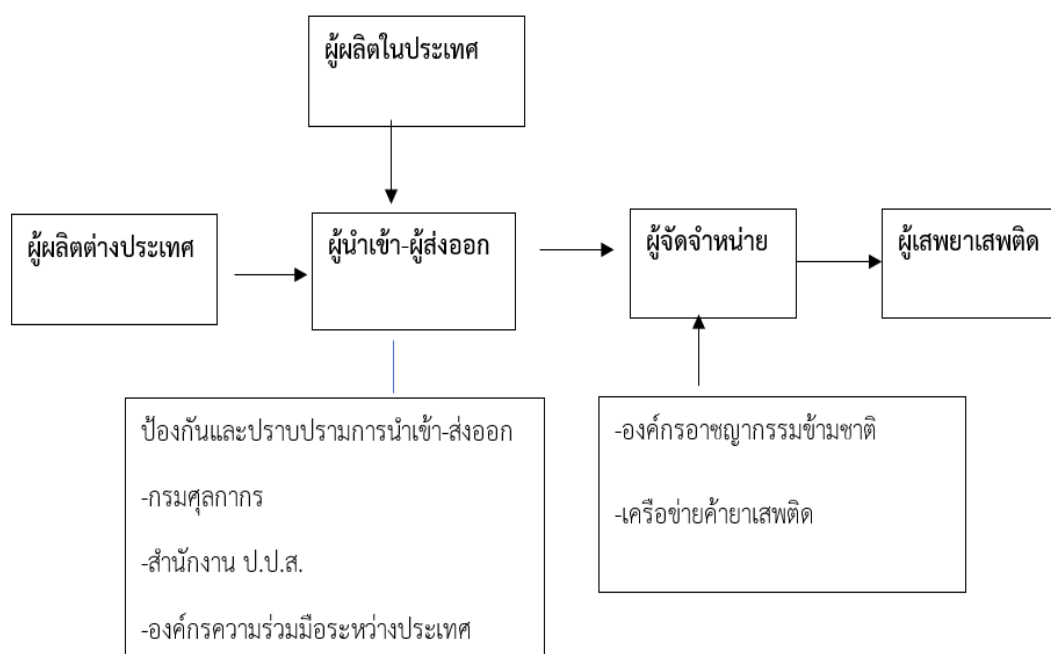 ผู้ผลิตในประเทศ
ผู้ผลิตต่างประเทศ
ผู้นำเข้า-ผู้ส่งออก
ผู้จัดจำหน่าย
ผู้เสพยาเสพติด
ป้องกันและปราบปรามการนำเข้า-ส่งออก
-กรมศุลกากร
-สำนักงาน ป.ป.ส.
-องค์กรความร่วมมือระหว่างประเทศ
-องค์กรอาชญากรรมข้ามชาติ
-เครือข่ายค้ายาเสพติด